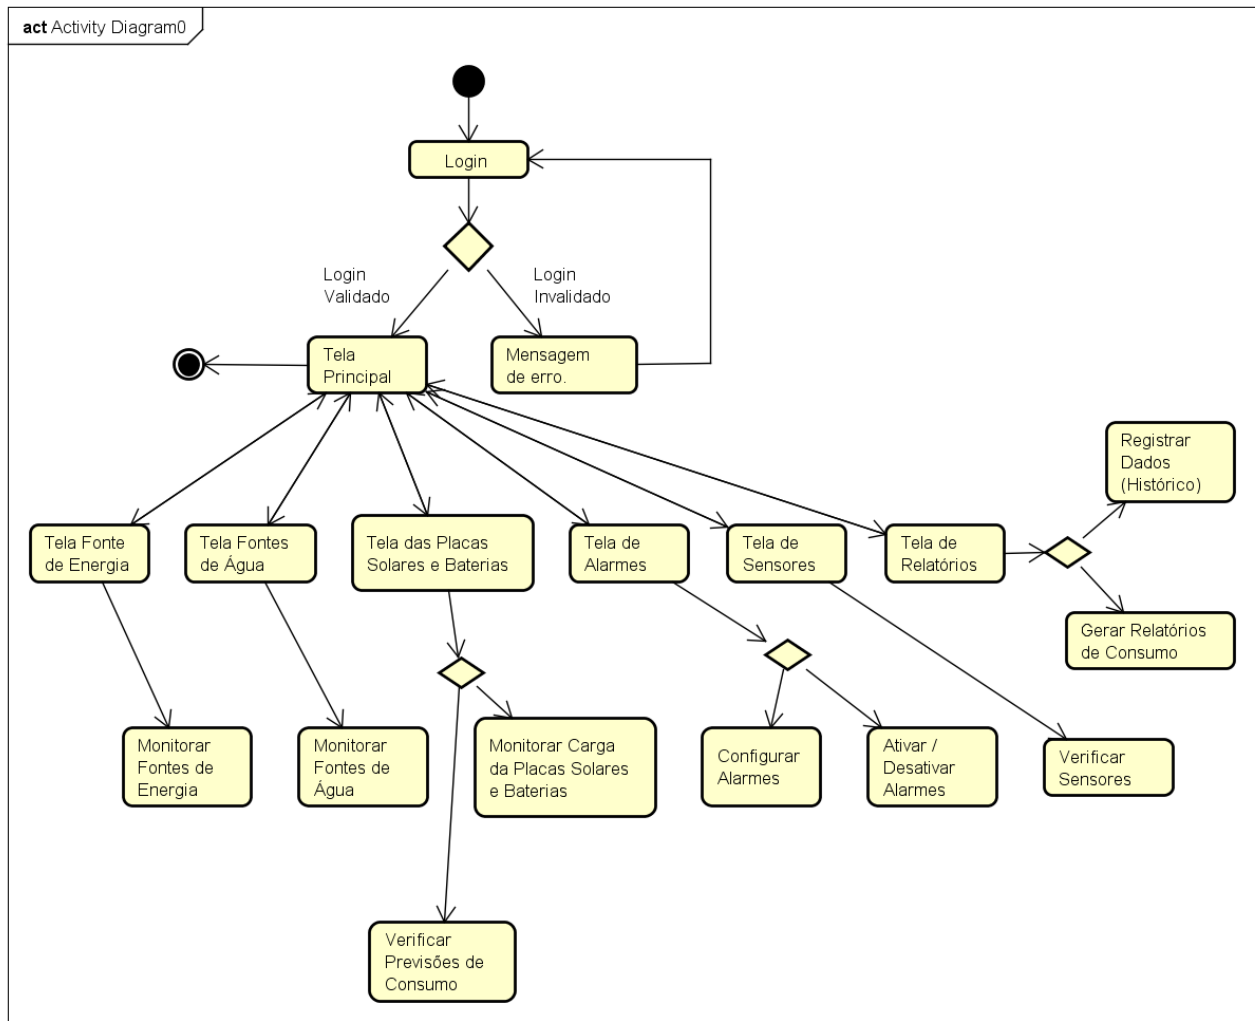 act Activity Diagram0
Login
Login
Validado
Login
Invalidado
Tela
Principal
Mensagem
de erro.
Registrar
Dados
(Histórico)
Tela Fonte
de Energia
Tela Fontes
de Água
Tela das Placas
Solares e Baterias
Tela de
Alarmes
Tela de
Sensores
Tela de
Relatórios
Gerar Relatórios
de Consumo
Monitorar
Fontes de
Energia
Monitorar
Fontes de
Água
Monitorar Carga
da Placas Solares
e Baterias
Configurar
Alarmes
Ativar /
Desativar
Alarmes
Verificar
Sensores
Verificar
Previsões de
Consumo